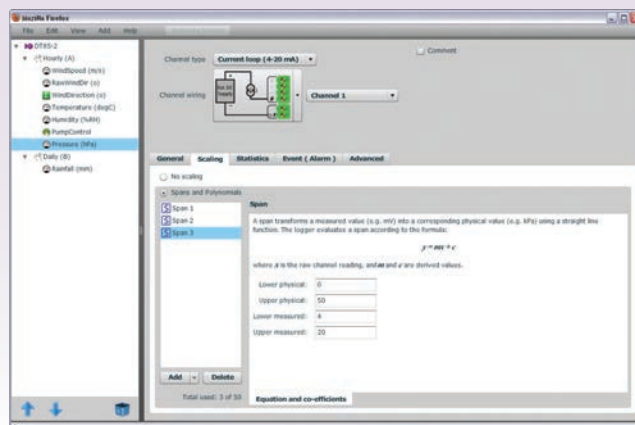 Mozilla Firefox
File Edit View Add Help
DT85-2
Hourly (A)
WindSpeed (m/s)
RawWindDir (o)
WindDirection (o)
Temperature (degC)
Humidity (%RH)
PumpControl
Pressure (hPa)
Daily (B)
Rainfall (mm)
Channel type Current loop (4-20 mA)
Comment
Channel wiring
Channel 1
General Scaling Statistics Event ( Alarm ) Advanced
No scaling
Spans and Polynomials
Span 1
Span 2
Span 3
Add Delete
Total used: 3 of 50
Span
A span transforms a measured value (e.g. mV) into a corresponding physical value (e.g. kPa) using a straight line
function. The logger evaluates a span according to the formula:
y = mx + c
where x is the raw channel reading, and m and c are derived values.
Lower physical: 0
Upper physical: 50
Lower measured: 4
Upper measured: 20
Equation and co-efficients